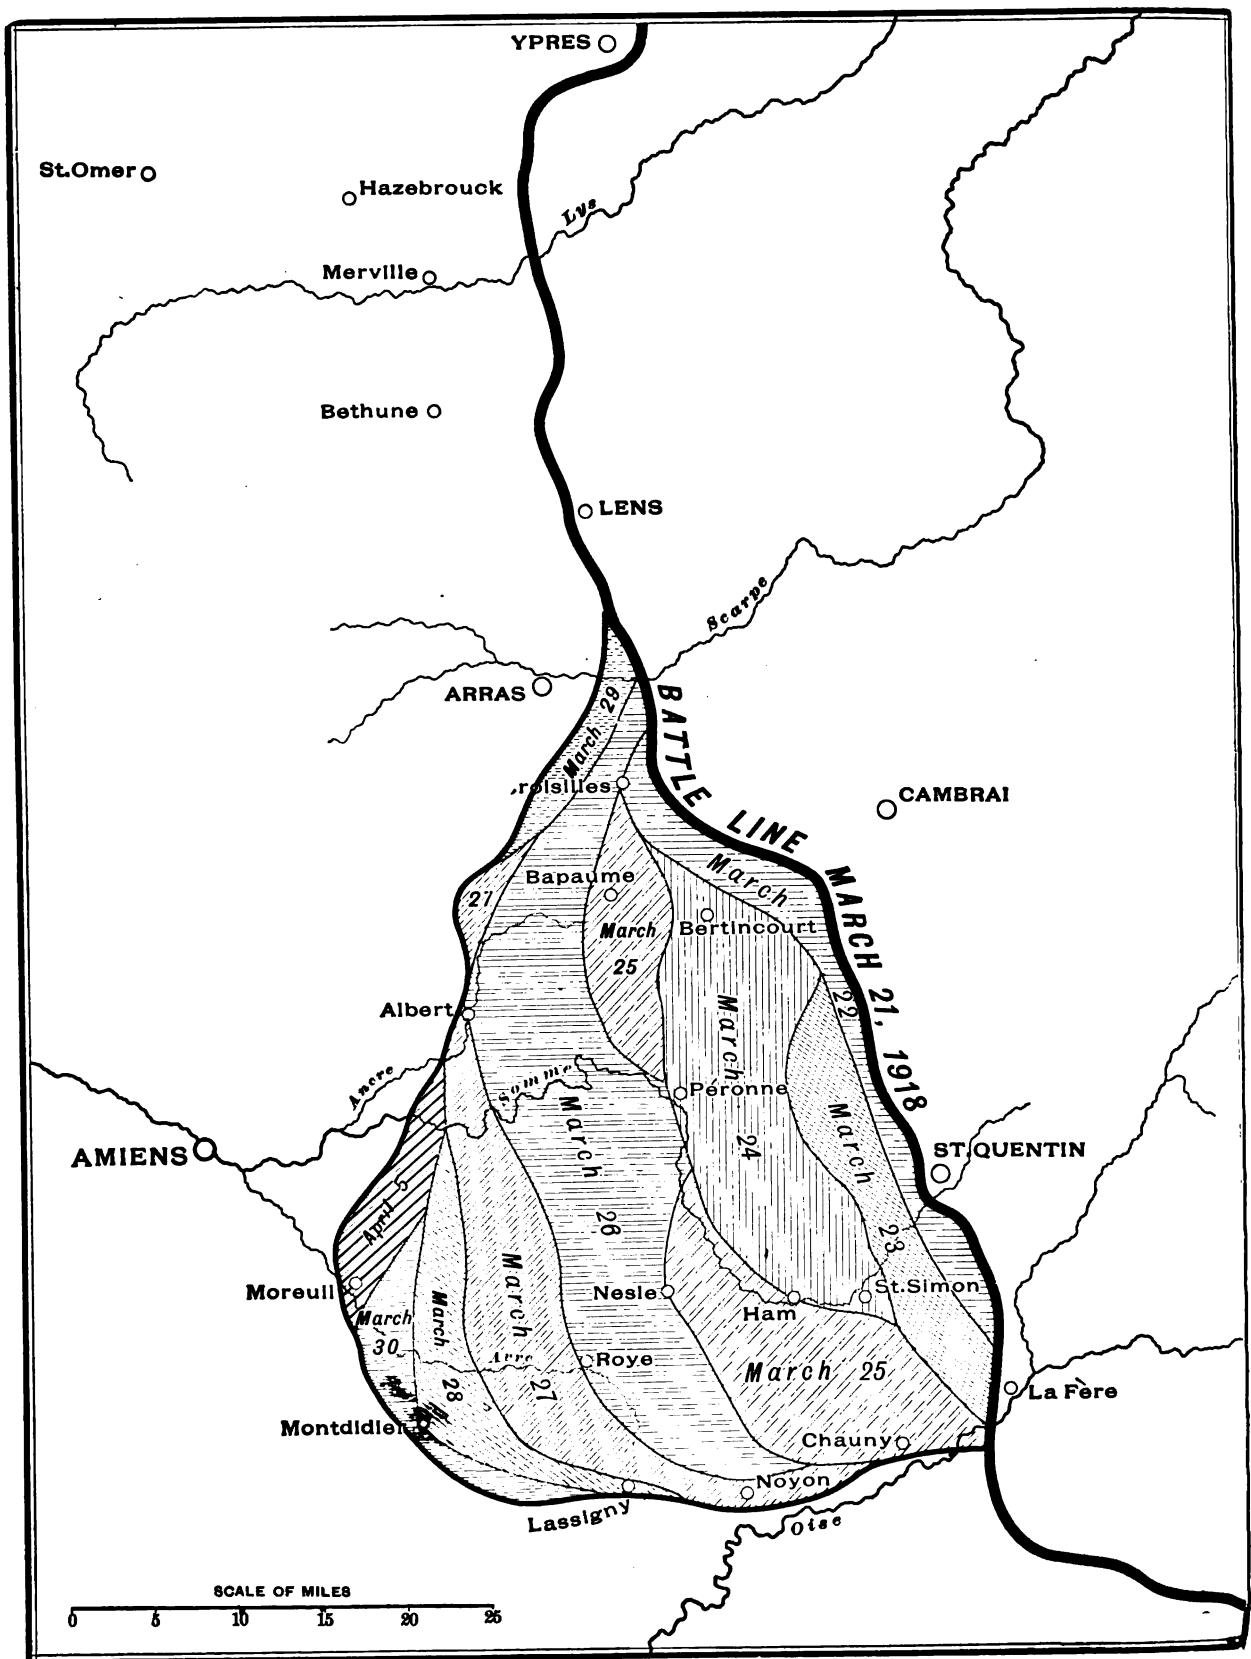 YPRES
St.Omer
Hazebrouck
Lys
Merville
Bethune
LENS
Scarpe
ARRAS
March 29
BATTLE LINE MARCH 21, 1918
,roisilles
CAMBRAI
March 22
Bapaume
27
March
25
Bertincourt
Albert
March 24
Ancre
Somme
Péronne
March 26
March 23
AMIENS
ST.QUENTIN
April 5
Moreuil
March
30
March 28
March 27
Nesle
Ham
St.Simon
Avre
Roye
March 25
La Fère
Montdidier
Chauny
Noyon
Lassigny
Oise
SCALE OF MILES
0 5 10 15 20 25